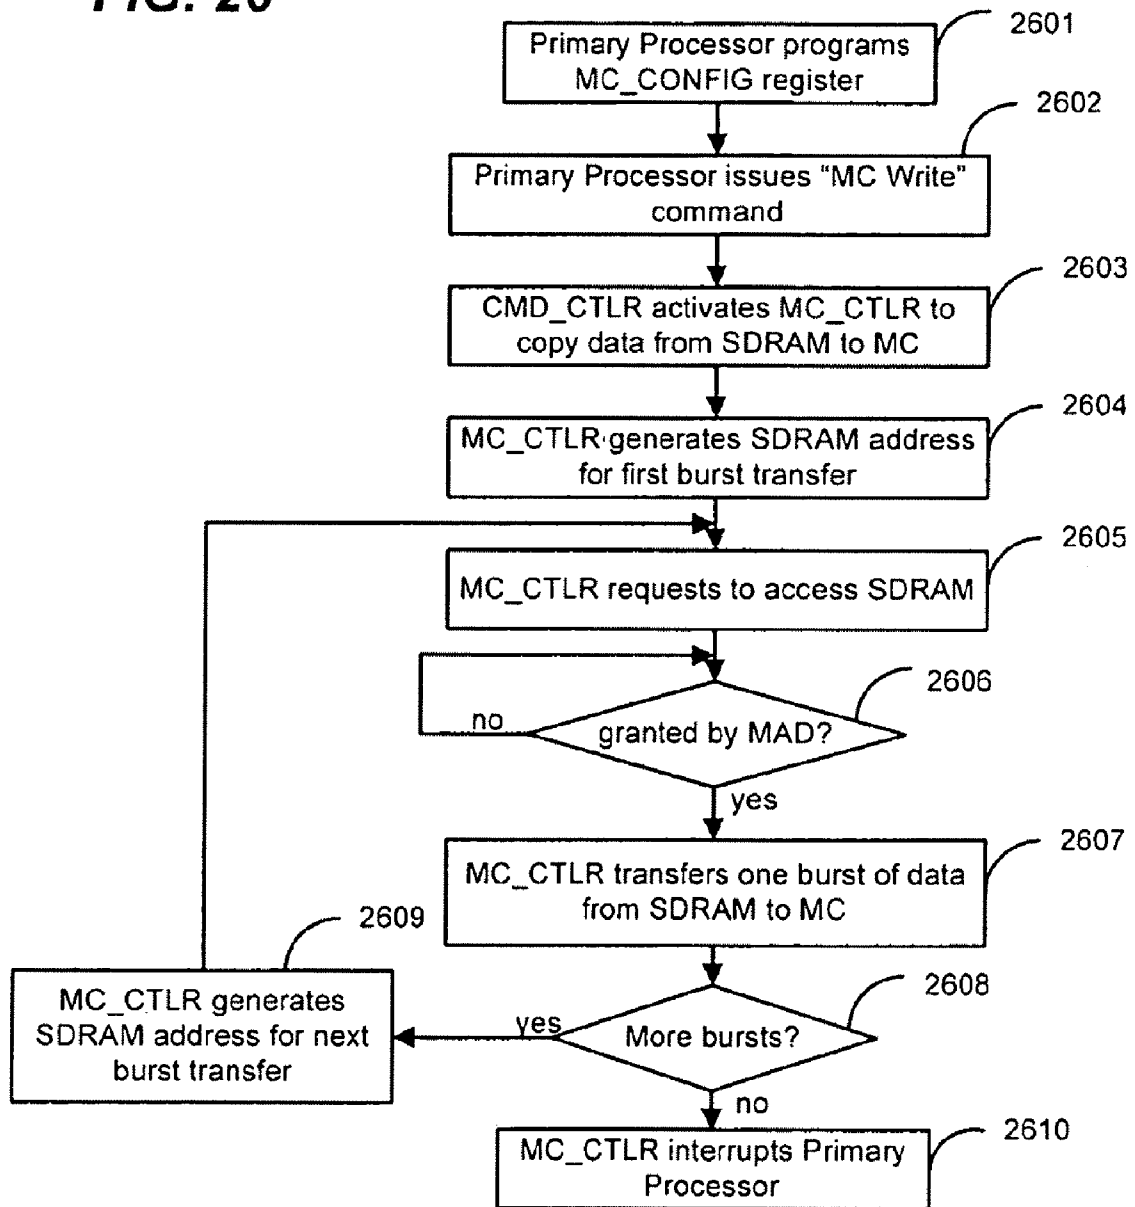 FIG. 26
Primary Processor programs
MC_CONFIG register
2601
Primary Processor issues "MC Write"
command
2602
CMD_CTLR activates MC_CTLR to
copy data from SDRAM to MC
2603
MC_CTLR generates SDRAM address
for first burst transfer
2604
MC_CTLR requests to access SDRAM
2605
granted by MAD?
2606
no
yes
MC_CTLR transfers one burst of data
from SDRAM to MC
2607
More bursts?
2608
yes
MC_CTLR generates
SDRAM address for next
burst transfer
2609
no
MC_CTLR interrupts Primary
Processor
2610